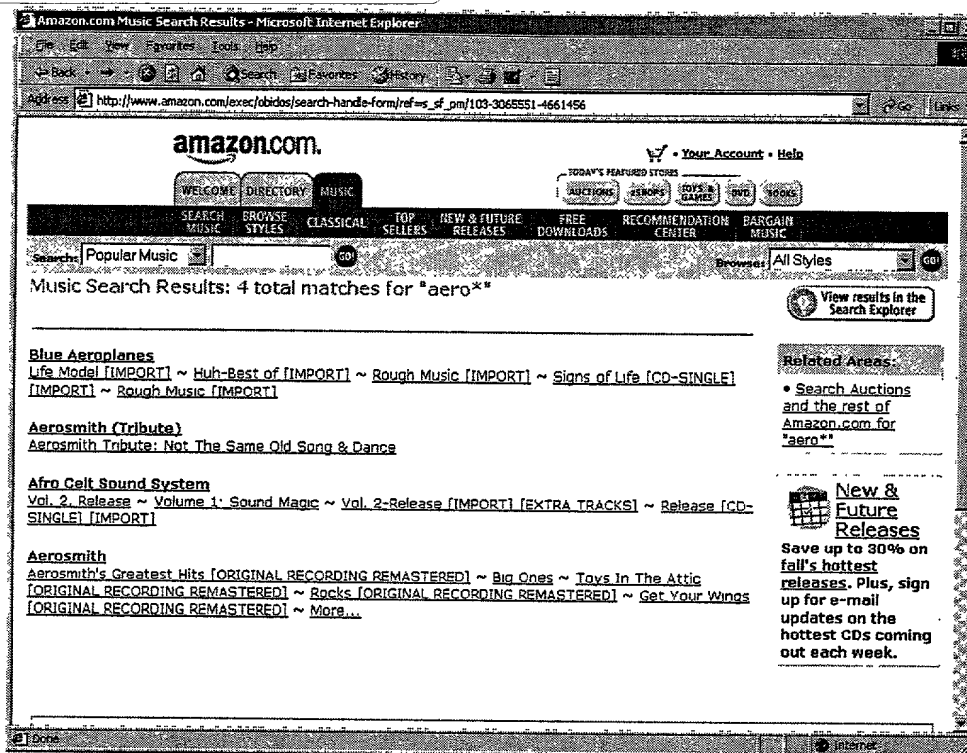 Amazon.com Music Search Results - Microsoft Internet Explorer
File Edit View Favorites Tools Help
Back Search Favorites History
Address http://www.amazon.com/exec/obidos/search-handle-form/ref=s_sf_pm/103-3065551-4661456 Go Links
amazon.com.
Your Account • Help
TODAY'S FEATURED STORES
WELCOME DIRECTORY MUSIC AUCTIONS zSHOPS TOYS & GAMES DVD BOOKS
SEARCH MUSIC BROWSE STYLES CLASSICAL TOP SELLERS NEW & FUTURE RELEASES FREE DOWNLOADS RECOMMENDATION CENTER BARGAIN MUSIC
Search: Popular Music GO! Browse: All Styles GO!
Music Search Results: 4 total matches for "aero*"
View results in the
Search Explorer
Blue Aeroplanes
Life Model [IMPORT] ~ Huh-Best of [IMPORT] ~ Rough Music [IMPORT] ~ Signs of Life [CD-SINGLE]
[IMPORT] ~ Rough Music [IMPORT]
Aerosmith (Tribute)
Aerosmith Tribute: Not The Same Old Song & Dance
Afro Celt Sound System
Vol. 2, Release ~ Volume 1: Sound Magic ~ Vol. 2-Release [IMPORT] [EXTRA TRACKS] ~ Release [CD-
SINGLE] [IMPORT]
Aerosmith
Aerosmith's Greatest Hits [ORIGINAL RECORDING REMASTERED] ~ Big Ones ~ Toys In The Attic
[ORIGINAL RECORDING REMASTERED] ~ Rocks [ORIGINAL RECORDING REMASTERED] ~ Get Your Wings
[ORIGINAL RECORDING REMASTERED] ~ More...
Related Areas:
• Search Auctions
and the rest of
Amazon.com for
"aero*"
New &
Future
Releases
Save up to 30% on
fall's hottest
releases. Plus, sign
up for e-mail
updates on the
hottest CDs coming
out each week.
Done Internet